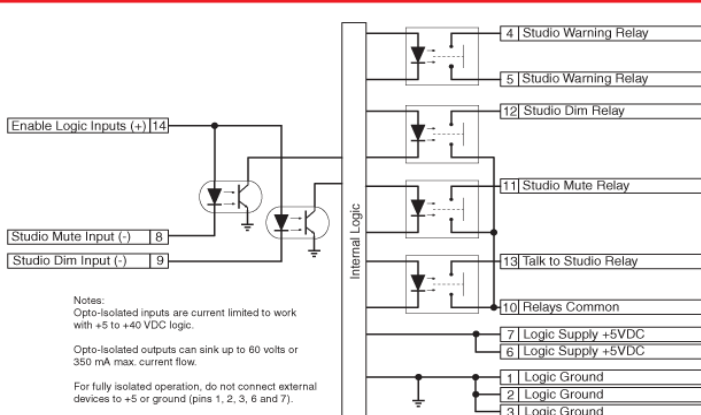 4 Studio Warning Relay
5 Studio Warning Relay
12 Studio Dim Relay
Enable Logic Inputs (+) 14
11 Studio Mute Relay
Internal Logic
Studio Mute Input (-) 8
Studio Dim Input (-) 9
13 Talk to Studio Relay
10 Relays Common
Notes:
Opto-Isolated inputs are current limited to work
with +5 to +40 VDC logic.
7 Logic Supply +5VDC
6 Logic Supply +5VDC
Opto-Isolated outputs can sink up to 60 volts or
350 mA max. current flow.
1 Logic Ground
2 Logic Ground
3 Logic Ground
For fully isolated operation, do not connect external
devices to +5 or ground (pins 1, 2, 3, 6 and 7).